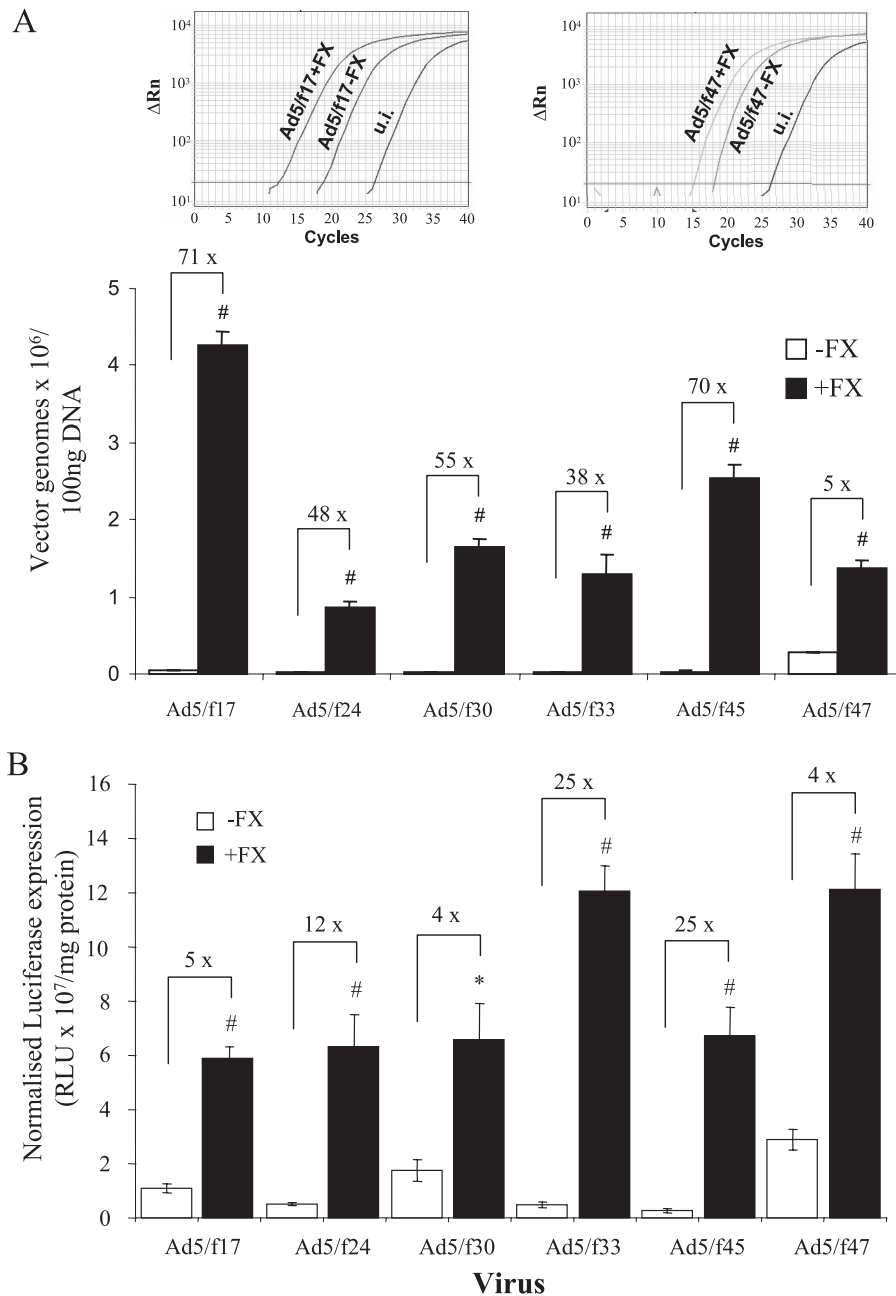 A
ΔRn
10⁴
10³
10²
10¹
Ad5/f17+FX
Ad5/f17-FX
u.i.
0 5 10 15 20 25 30 35 40
Cycles
ΔRn
10⁴
10³
10²
10¹
Ad5/f47+FX
Ad5/f47-FX
u.i.
0 5 10 15 20 25 30 35 40
Cycles
Vector genomes x 10⁶/
100ng DNA
5
4
3
2
1
0
71 x
#
48 x
#
55 x
#
38 x
#
70 x
#
5 x
#
-FX
+FX
Ad5/f17 Ad5/f24 Ad5/f30 Ad5/f33 Ad5/f45 Ad5/f47
B
Normalised Luciferase expression
(RLU x 10⁷/mg protein)
16
14
12
10
8
6
4
2
0
-FX
+FX
5 x
#
12 x
#
4 x
*
25 x
#
25 x
#
4 x
#
Ad5/f17 Ad5/f24 Ad5/f30 Ad5/f33 Ad5/f45 Ad5/f47
Virus